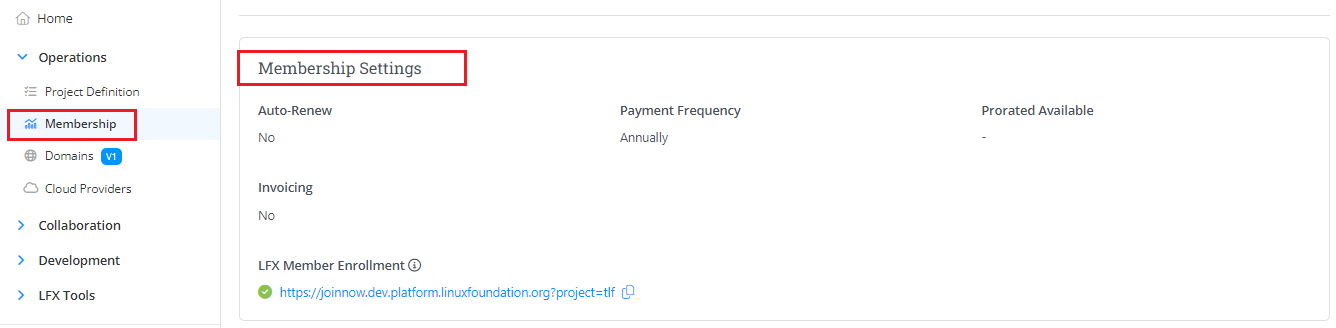 Home
Operations
Project Definition
Membership
Domains V1
Cloud Providers
Collaboration
Development
LFX Tools
Membership Settings
Auto-Renew Payment Frequency Prorated Available
No Annually -
Invoicing
No
LFX Member Enrollment
https://joinnow.dev.platform.linuxfoundation.org?project=tlf